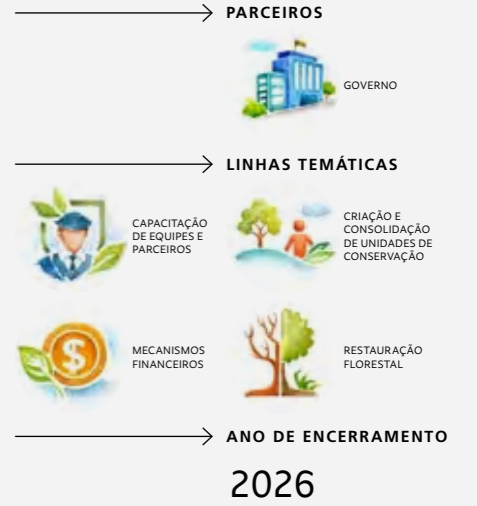 PARCEIROS
GOVERNO
LINHAS TEMÁTICAS
CAPACITAÇÃO
DE EQUIPES E
PARCEIROS
CRIAÇÃO E
CONSOLIDAÇÃO
DE UNIDADES DE
CONSERVAÇÃO
MECANISMOS
FINANCEIROS
RESTAURAÇÃO
FLORESTAL
ANO DE ENCERRAMENTO
2026